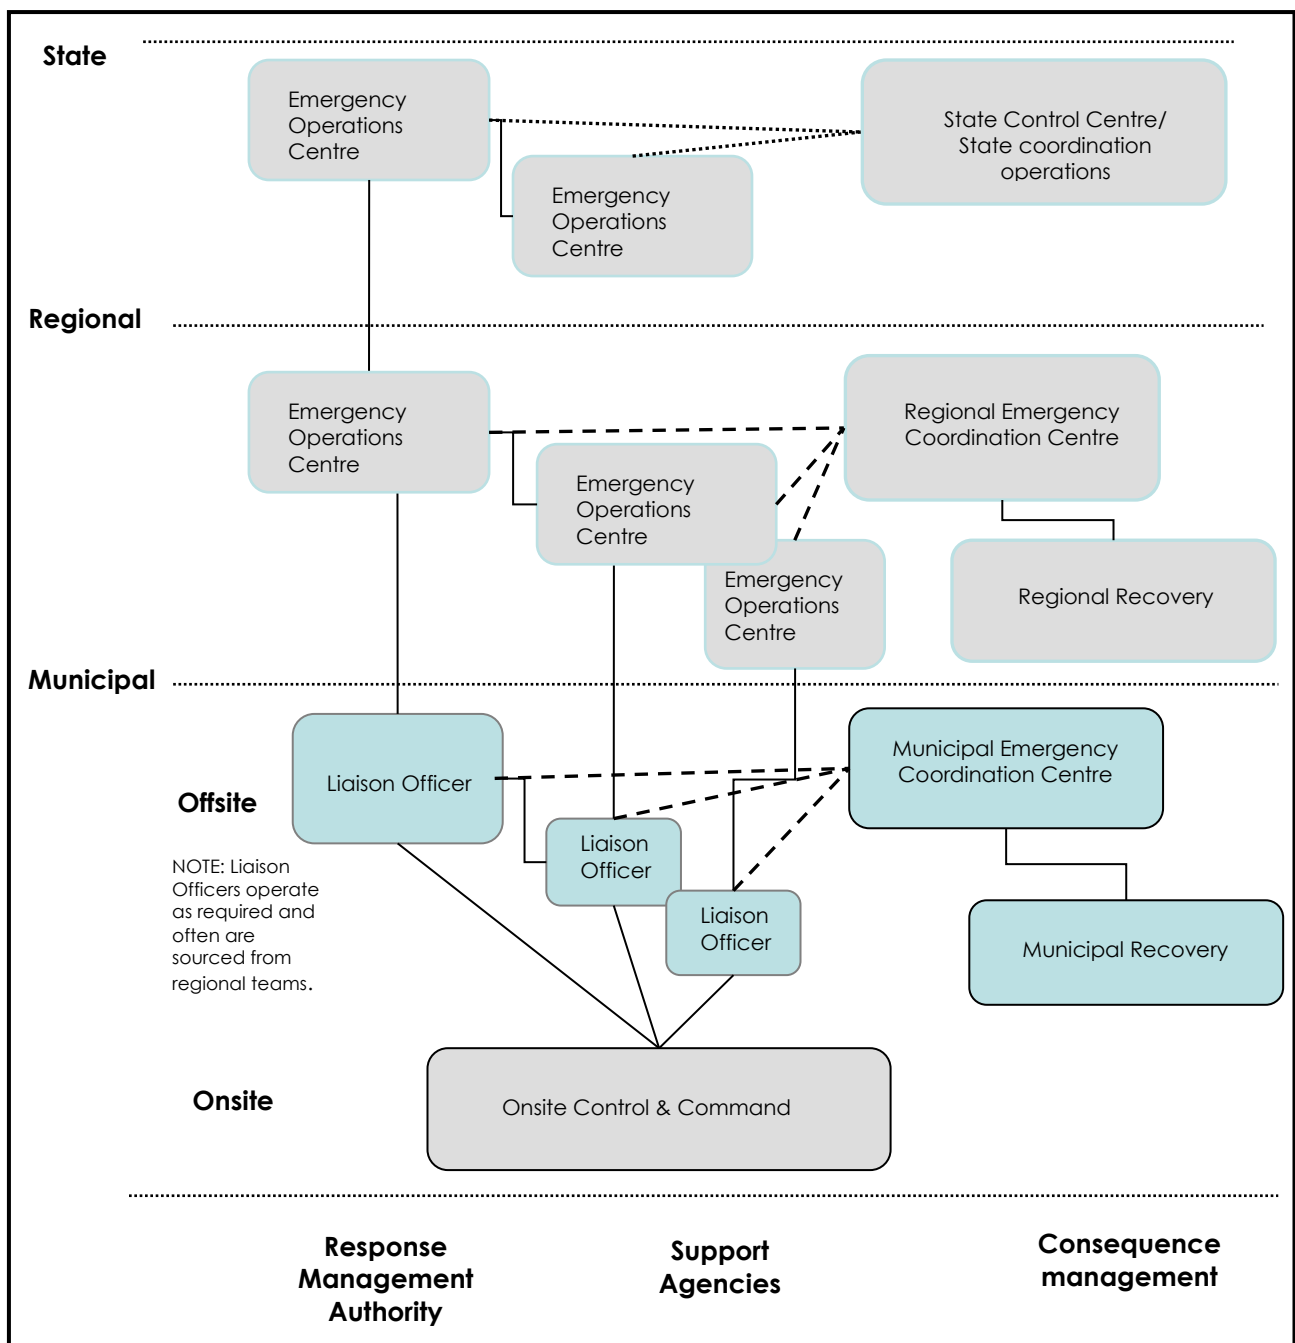 State
Emergency
Operations
Centre
State Control Centre/
State coordination
operations
Emergency
Operations
Centre
Regional
Emergency
Operations
Centre
Regional Emergency
Coordination Centre
Emergency
Operations
Centre
Emergency
Operations
Centre
Regional Recovery
Municipal
Liaison Officer
Municipal Emergency
Coordination Centre
Offsite
NOTE: Liaison
Officers operate
as required and
often are
sourced from
regional teams.
Liaison
Officer
Liaison
Officer
Municipal Recovery
Onsite
Onsite Control & Command
Response
Management
Authority
Support
Agencies
Consequence
management